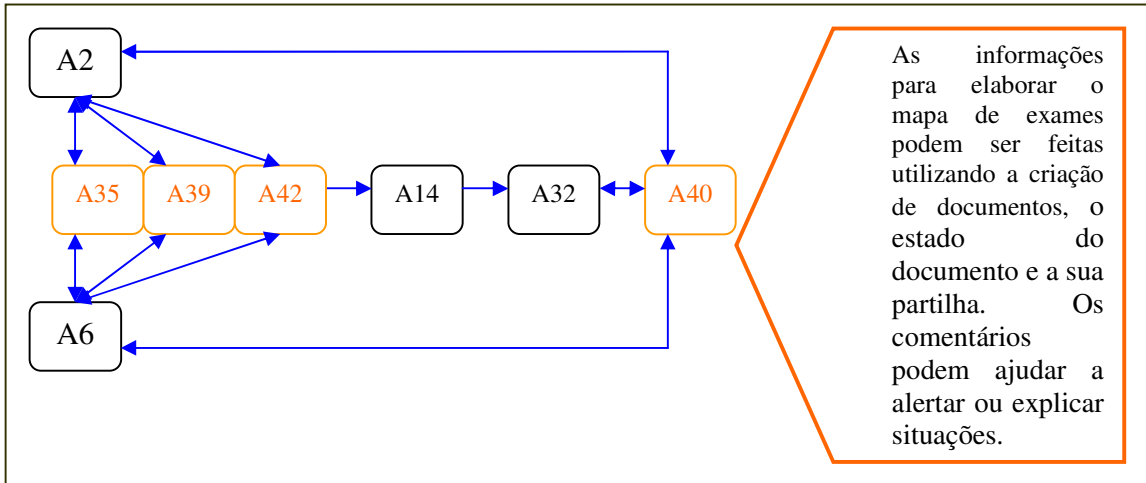 A2
A35 A39 A42 A14 A32 A40
A6
As informações
para elaborar o
mapa de exames
podem ser feitas
utilizando a criação
de documentos, o
estado do
documento e a sua
partilha. Os
comentários
podem ajudar a
alertar ou explicar
situações.